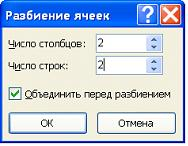 Разбиение ячеек
Число столбцов: 2
Число строк: 2
Объединить перед разбиением
ОК Отмена